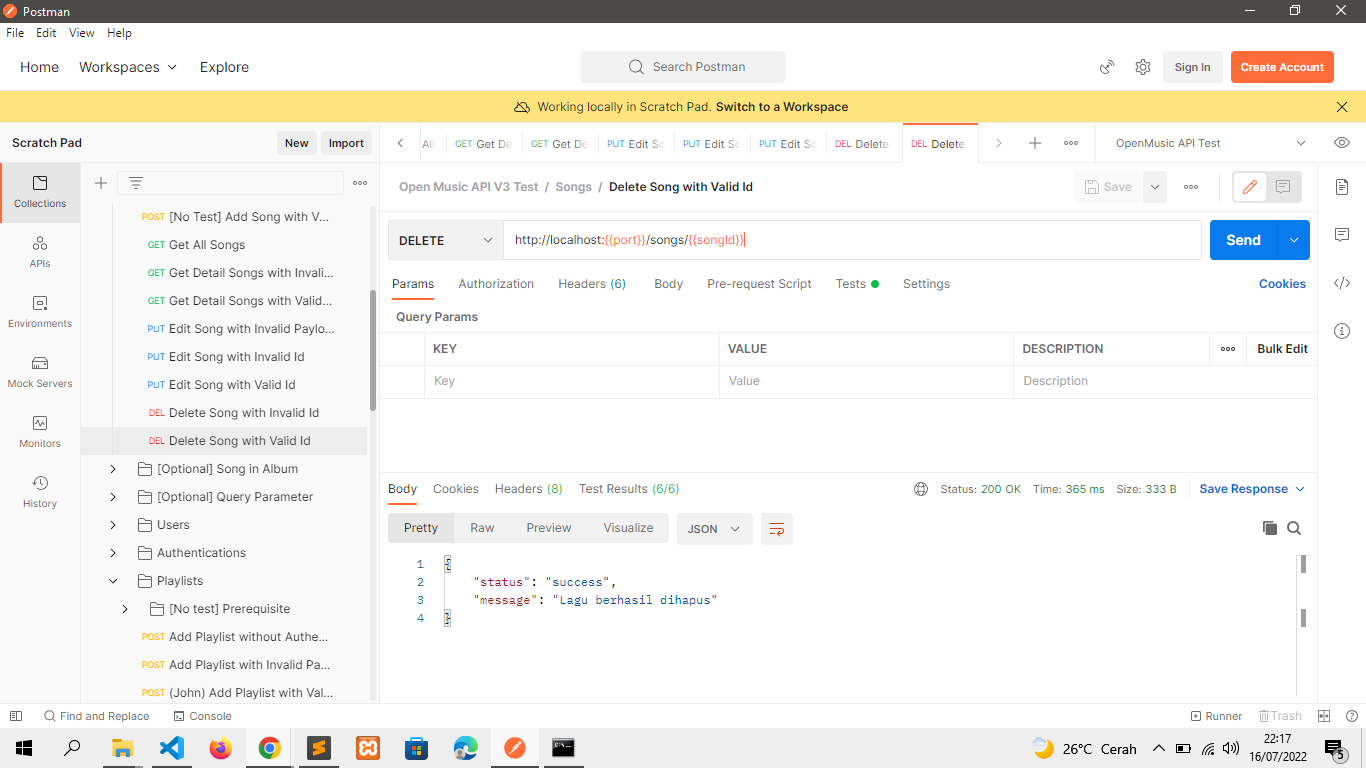 Postman
File Edit View Help
Home Workspaces Explore Search Postman Sign In Create Account
Working locally in Scratch Pad. Switch to a Workspace
Scratch Pad New Import
All GET Get De GET Get De PUT Edit Sc PUT Edit Sc PUT Edit Sc DEL Delete DEL Delete OpenMusic API Test
Collections
APIs
Environments
Mock Servers
Monitors
History
POST [No Test] Add Song with V...
GET Get All Songs
GET Get Detail Songs with Invali...
GET Get Detail Songs with Valid...
PUT Edit Song with Invalid Paylo...
PUT Edit Song with Invalid Id
PUT Edit Song with Valid Id
DEL Delete Song with Invalid Id
DEL Delete Song with Valid Id
[Optional] Song in Album
[Optional] Query Parameter
Users
Authentications
Playlists
[No test] Prerequisite
POST Add Playlist without Authe...
POST Add Playlist with Invalid Pa...
POST (John) Add Playlist with Val...
Open Music API V3 Test / Songs / Delete Song with Valid Id Save
DELETE http://localhost:{{port}}/songs/{{songId}} Send
Params Authorization Headers (6) Body Pre-request Script Tests Settings Cookies
Query Params
KEY VALUE DESCRIPTION Bulk Edit
Key Value Description
Body Cookies Headers (8) Test Results (6/6) Status: 200 OK Time: 365 ms Size: 333 B Save Response
Pretty Raw Preview Visualize JSON
1 {
2 "status": "success",
3 "message": "Lagu berhasil dihapus"
4 }
Find and Replace Console Runner Trash
26°C Cerah 22:17
16/07/2022 5